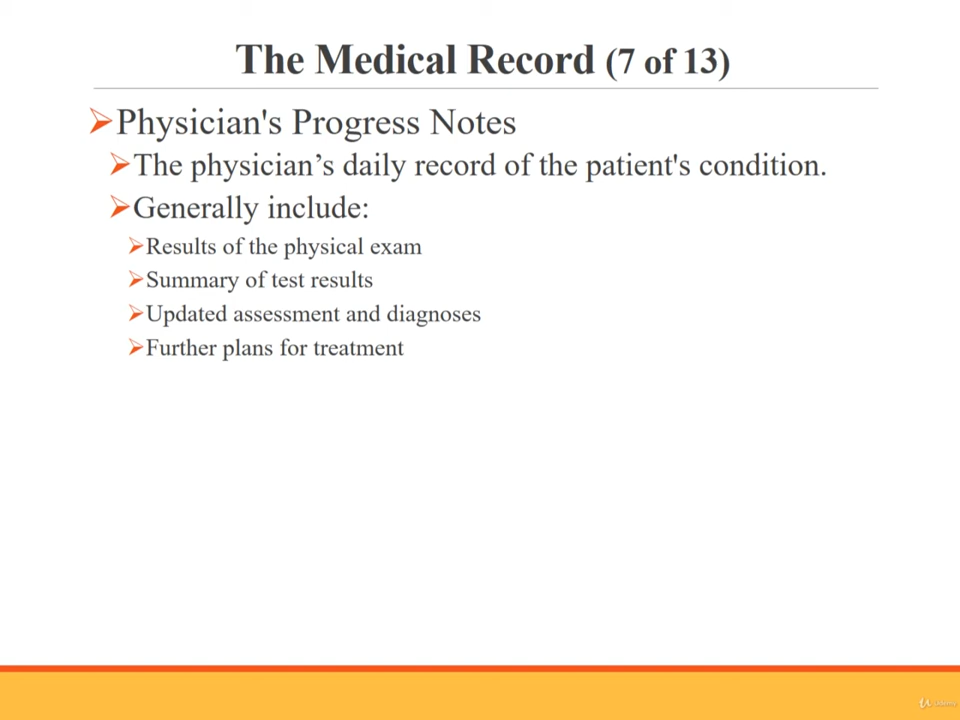 The Medical Record (7 of 13)
Physician's Progress Notes
The physician’s daily record of the patient's condition.
Generally include:
Results of the physical exam
Summary of test results
Updated assessment and diagnoses
Further plans for treatment
Udemy